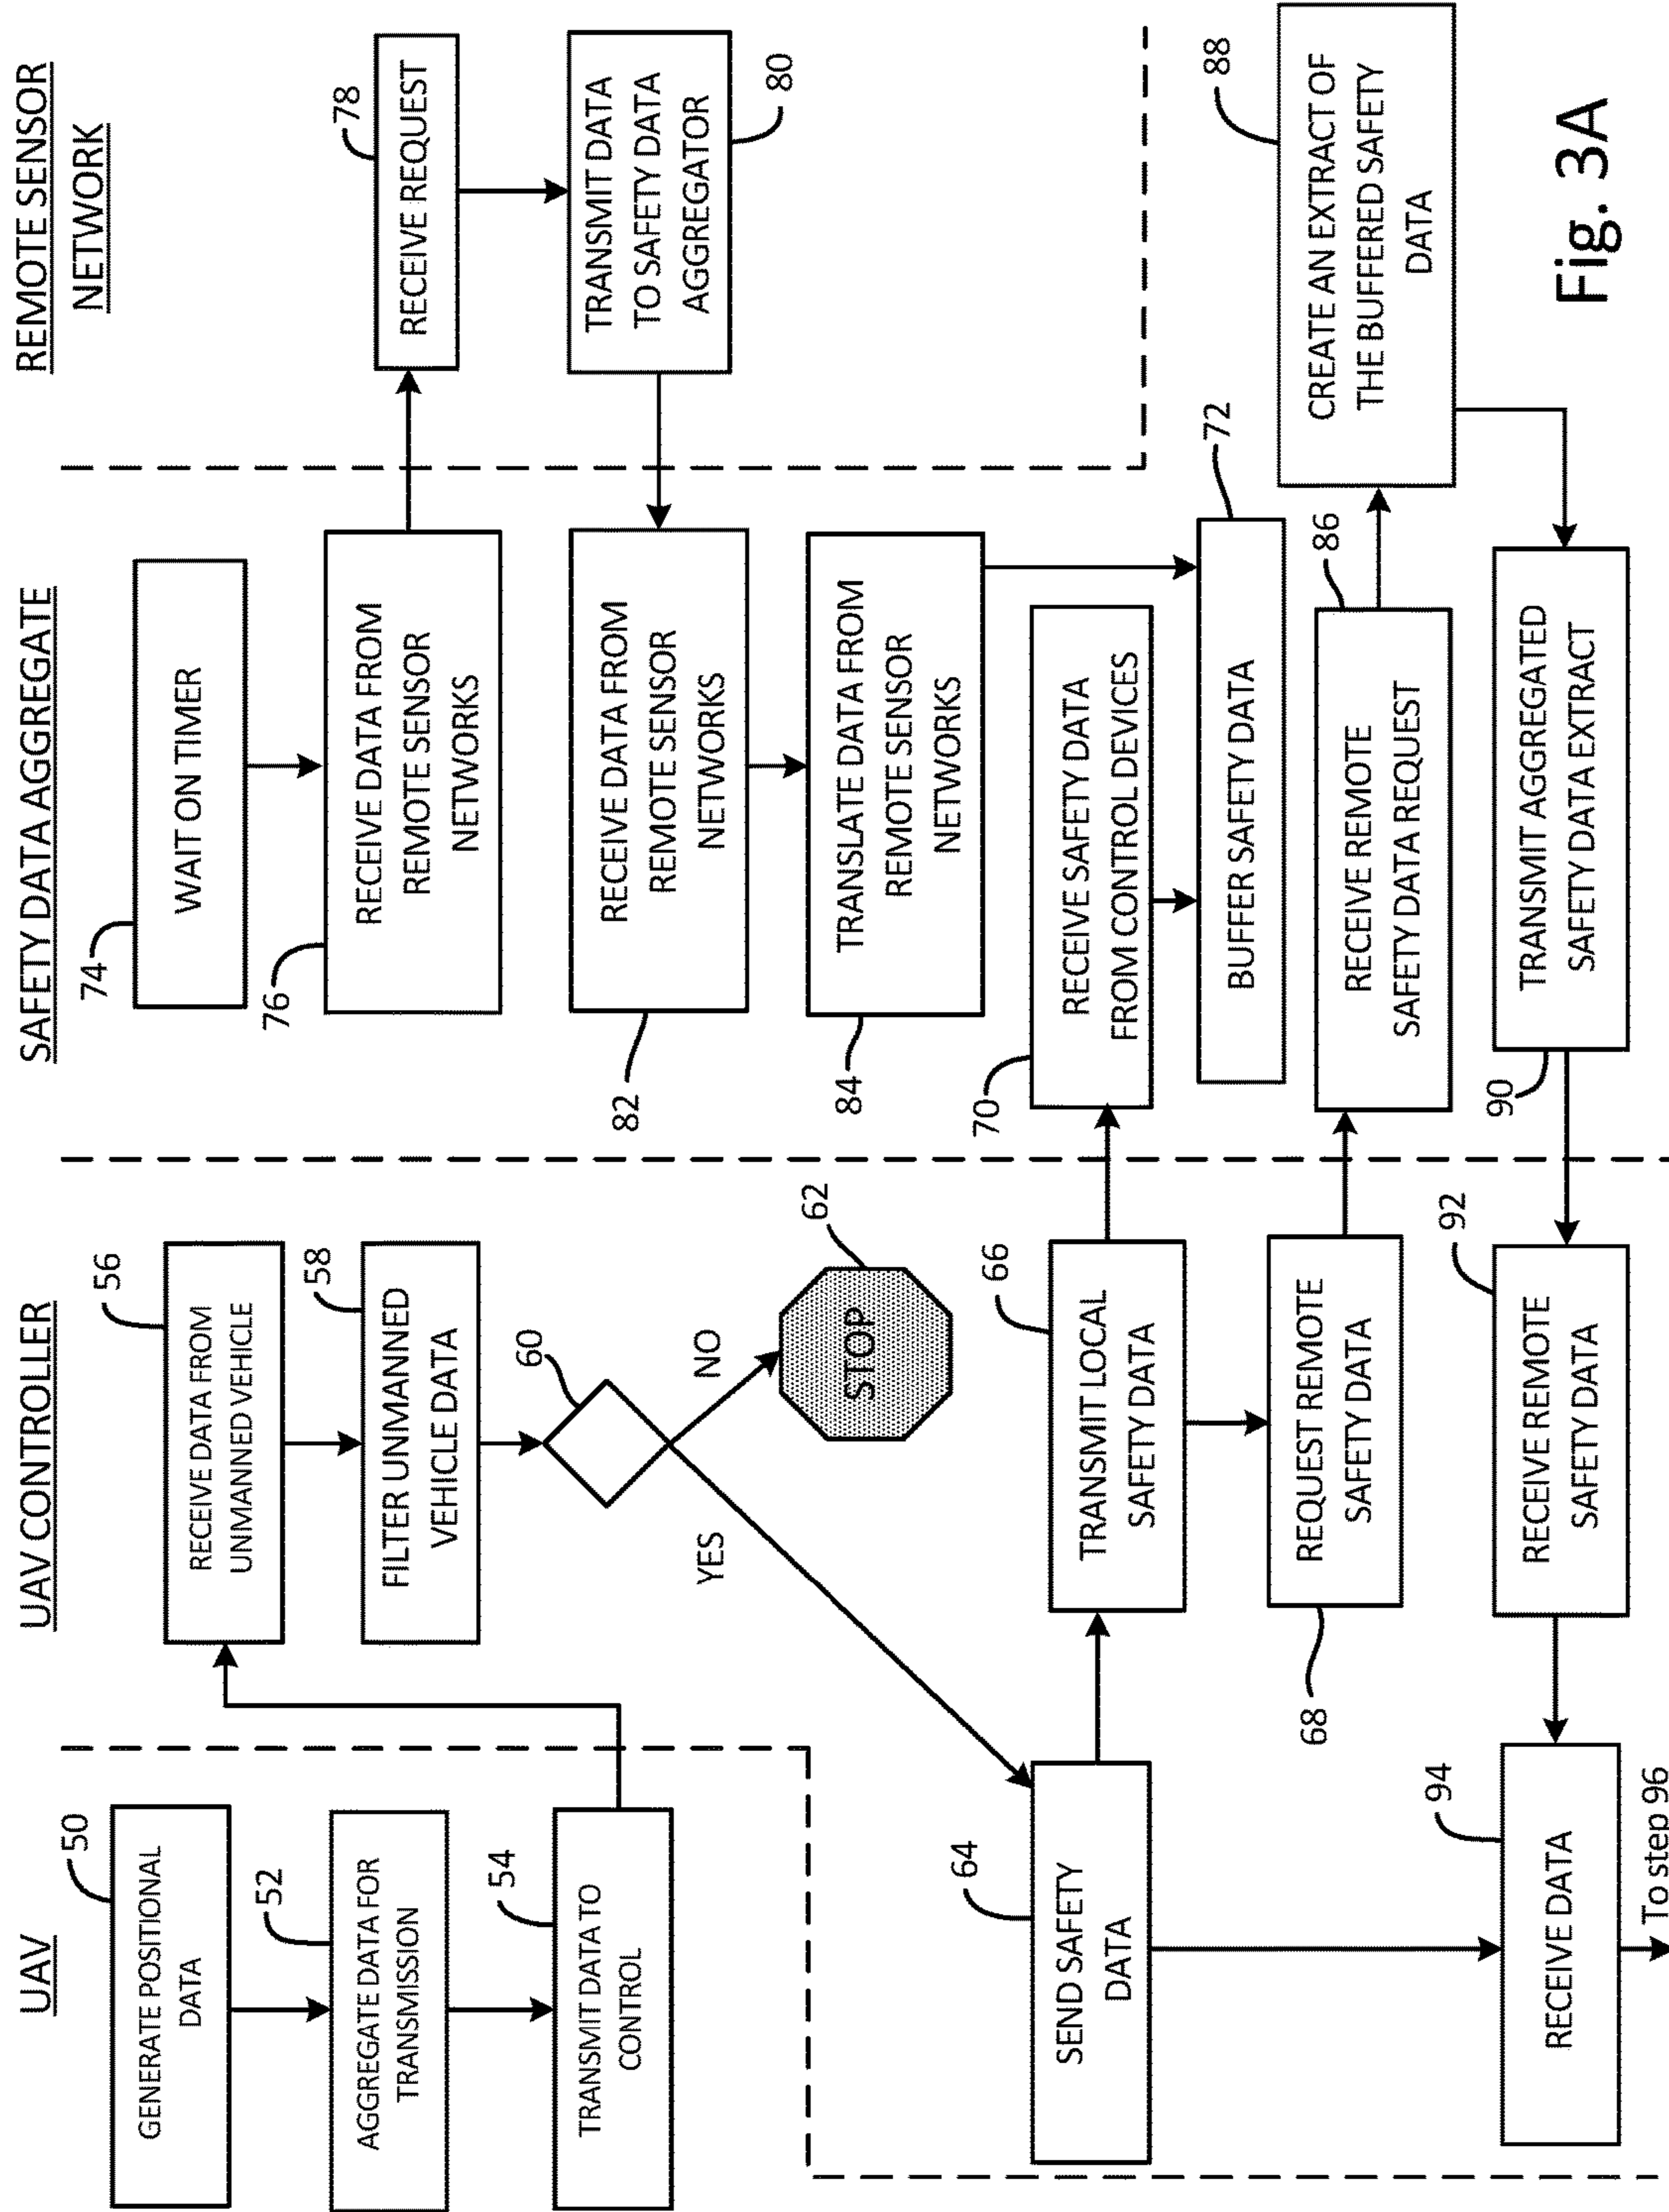 UAV
50
GENERATE POSITIONAL
DATA
52
AGGREGATE DATA FOR
TRANSMISSION
54
TRANSMIT DATA TO
CONTROL
UAV CONTROLLER
56
RECEIVE DATA FROM
UNMANNED VEHICLE
58
FILTER UNMANNED
VEHICLE DATA
60
NO
YES
62
STOP
64
SEND SAFETY
DATA
66
TRANSMIT LOCAL
SAFETY DATA
68
REQUEST REMOTE
SAFETY DATA
92
RECEIVE REMOTE
SAFETY DATA
94
RECEIVE DATA
To step 96
SAFETY DATA AGGREGATE
74
WAIT ON TIMER
76
RECEIVE DATA FROM
REMOTE SENSOR
NETWORKS
82
RECEIVE DATA FROM
REMOTE SENSOR
NETWORKS
84
TRANSLATE DATA FROM
REMOTE SENSOR
NETWORKS
70
RECEIVE SAFETY DATA
FROM CONTROL DEVICES
72
BUFFER SAFETY DATA
86
RECEIVE REMOTE
SAFETY DATA REQUEST
90
TRANSMIT AGGREGATED
SAFETY DATA EXTRACT
REMOTE SENSOR
NETWORK
78
RECEIVE REQUEST
80
TRANSMIT DATA
TO SAFETY DATA
AGGREGATOR
88
CREATE AN EXTRACT OF
THE BUFFERED SAFETY
DATA
Fig. 3A